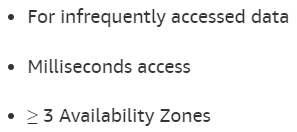 • For infrequently accessed data
• Milliseconds access
• ≥ 3 Availability Zones